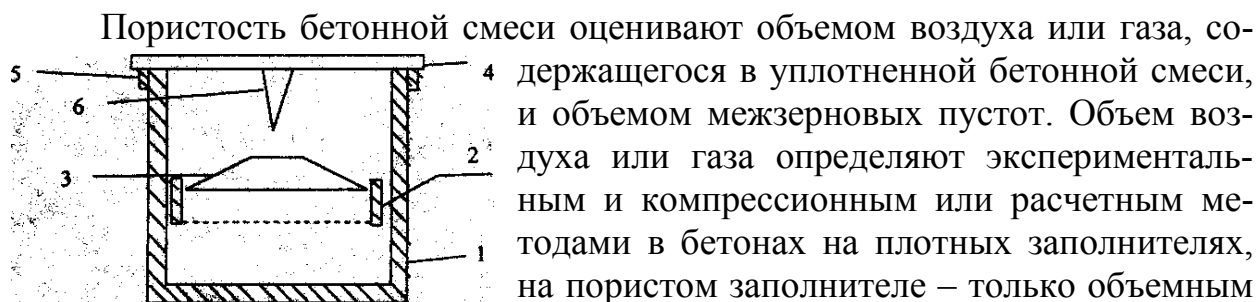 Пористость бетонной смеси оценивают объемом воздуха или газа, со-
держащегося в уплотненной бетонной смеси,
и объемом межзерновых пустот. Объем воз-
духа или газа определяют эксперименталь-
ным и компрессионным или расчетным ме-
тодами в бетонах на плотных заполнителях,
на пористом заполнителе – только объемным
5
4
6
2
3
1